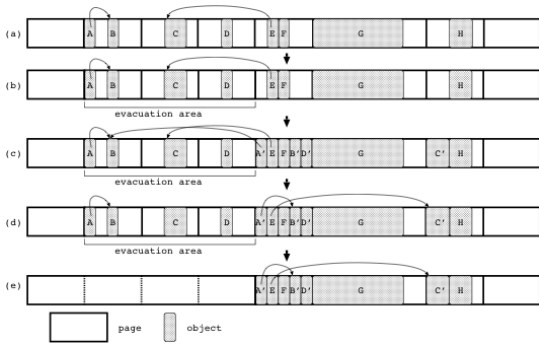 (a) A B C D E F G H
(b) A B C D E F G H
evacuation area
(c) A B C D A' E F B' D' G C' H
evacuation area
(d) A B C D A' E F B' D' G C' H
evacuation area
(e) A' E F B' D' G C' H
page object